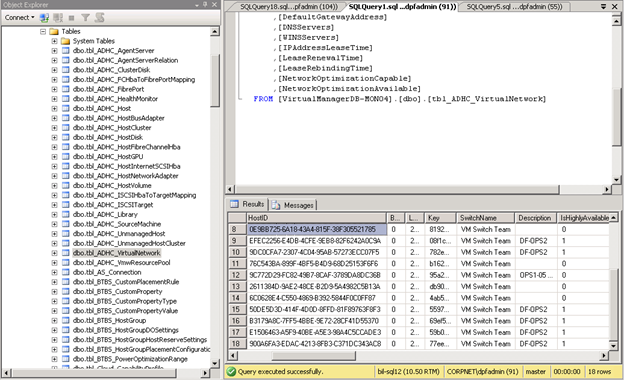 Object Explorer
Connect
Tables
System Tables
dbo.tbl_ADHC_AgentServer
dbo.tbl_ADHC_AgentServerRelation
dbo.tbl_ADHC_ClusterDisk
dbo.tbl_ADHC_FCHbaToFibrePortMapping
dbo.tbl_ADHC_FibrePort
dbo.tbl_ADHC_HealthMonitor
dbo.tbl_ADHC_Host
dbo.tbl_ADHC_HostBusAdapter
dbo.tbl_ADHC_HostCluster
dbo.tbl_ADHC_HostDisk
dbo.tbl_ADHC_HostFibreChannelHba
dbo.tbl_ADHC_HostGPU
dbo.tbl_ADHC_HostInternetSCSIHba
dbo.tbl_ADHC_HostNetworkAdapter
dbo.tbl_ADHC_HostVolume
dbo.tbl_ADHC_ISCSIHbaToTargetMapping
dbo.tbl_ADHC_ISCSITarget
dbo.tbl_ADHC_Library
dbo.tbl_ADHC_SourceMachine
dbo.tbl_ADHC_UnmanagedHost
dbo.tbl_ADHC_UnmanagedHostCluster
dbo.tbl_ADHC_VirtualNetwork
dbo.tbl_ADHC_VmwResourcePool
dbo.tbl_AS_Connection
dbo.tbl_BTBS_CustomPlacementRule
dbo.tbl_BTBS_CustomProperty
dbo.tbl_BTBS_CustomPropertyType
dbo.tbl_BTBS_CustomPropertyValue
dbo.tbl_BTBS_HostGroup
dbo.tbl_BTBS_HostGroupDOSettings
dbo.tbl_BTBS_HostGroupHostReserveSettings
dbo.tbl_BTBS_HostGroupPlacementConfiguratio
dbo.tbl_BTBS_PowerOptimizationRange
SQLQuery18.sql...pfadmin (104)) SQLQuery1.sql ...dpfadmin (91)) SQLQuery5.sql ...dpfadmin (55))
,[DefaultGatewayAddress]
,[DNSServers]
,[WINSServers]
,[IPAddressLeaseTime]
,[LeaseRenewalTime]
,[LeaseRebindingTime]
,[NetworkOptimizationCapable]
,[NetworkOptimizationAvailable]
FROM [VirtualManagerDB-MONO4].[dbo].[tbl_ADHC_VirtualNetwork]
Results Messages
HostID B... L... Key SwitchName Description IsHighlyAvailable
8 0E9BB725-6A18-43A4-815F-38F305521785 0 2... 8192... VM Switch Team 0
9 EFEC2256-E4DB-4CFE-9EB8-82F6242A0C9A 0 2... 08f1c... VM Switch Team DF-OPS2 1
10 9DC0CFA7-2307-4C04-95AB-57273ECC07F5 0 2... 782e... VM Switch Team DF-OPS2 1
11 76C543BA-899F-4BF5-B4D9-68D25153F6F6 0 2... b162... VM Switch Team 0
12 9C772D29-FC82-49B7-8CAF-3789DA8DC36B 0 2... 95a2... VM Switch Team OPS1-05 ... 0
13 2611384D-9AE2-48CE-B2D9-5A4982C5B13A 0 2... db90... VM Switch Team 0
14 6C0628E4-C550-4869-B392-5844F0C0FF87 0 2... 4ab5... VM Switch Team 0
15 50DE5D3D-414F-4D0D-8FFD-81F89763F8F3 0 2... 5597... VM Switch Team DF-OPS2 1
16 B3179A8C-7FF5-4BBE-9E72-28CF41D55370 0 2... 69ef5... VM Switch Team DF-OPS2 1
17 E1506463-A5F9-40BE-A5E3-98A4C5CCADE3 0 2... 59b0... VM Switch Team DF-OPS2 1
18 900A6FA3-EDAC-4213-8FB3-C371DC343AC8 0 2... 77ee... VM Switch Team DF-OPS2 1
Query executed successfully. bil-sql12 (10.50 RTM) CORPNET\dpfadmin (91) master 00:00:00 18 rows